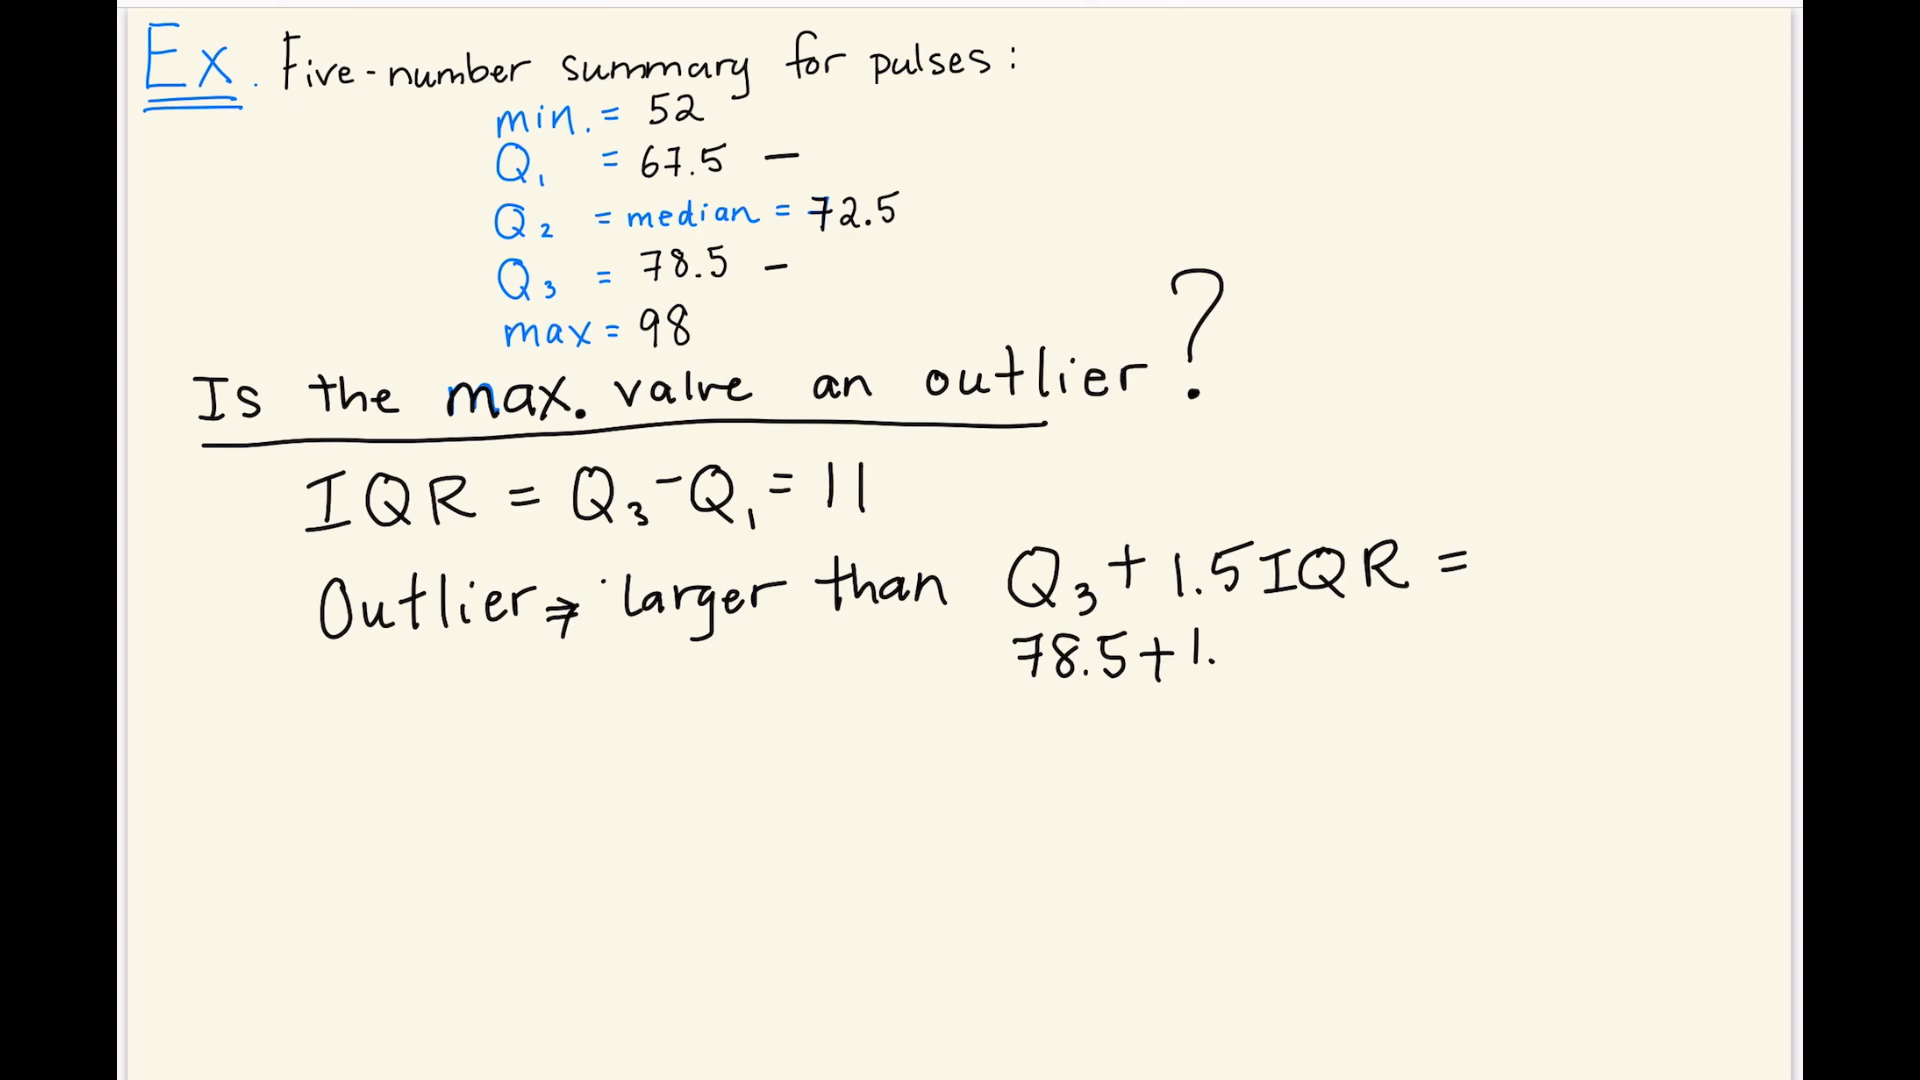 Ex. Five-number summary for pulses:
min. = 52
Q₁ = 67.5 –
Q₂ = median = 72.5
Q₃ = 78.5 –
max = 98
Is the max. value an outlier?
IQR = Q₃-Q₁ = 11
Outlier ⇒ larger than Q₃ + 1.5 IQR =
78.5 + 1.